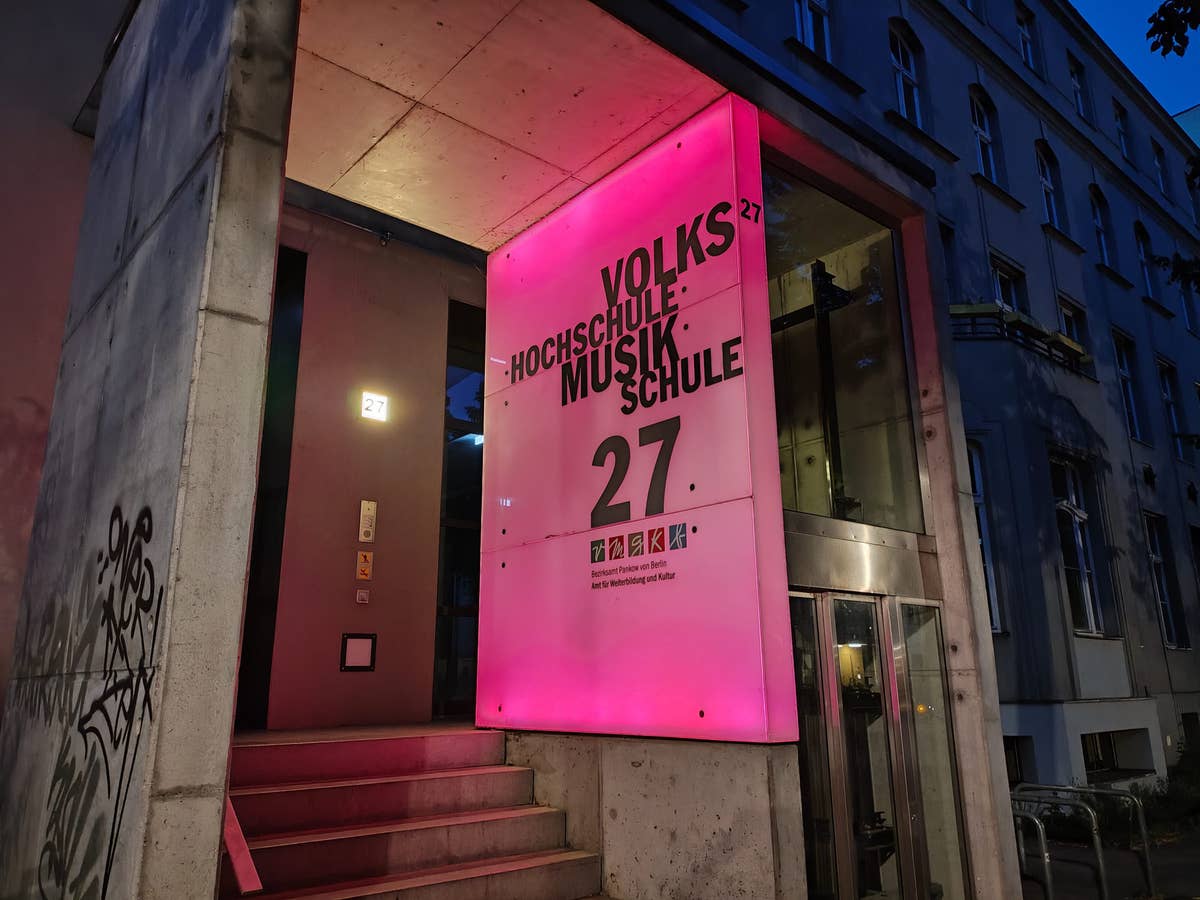 27
VOLKS
HOCHSCHULE
MUSIK
SCHULE
27
v m g k b
Bezirksamt Pankow von Berlin
Amt für Weiterbildung und Kultur
27